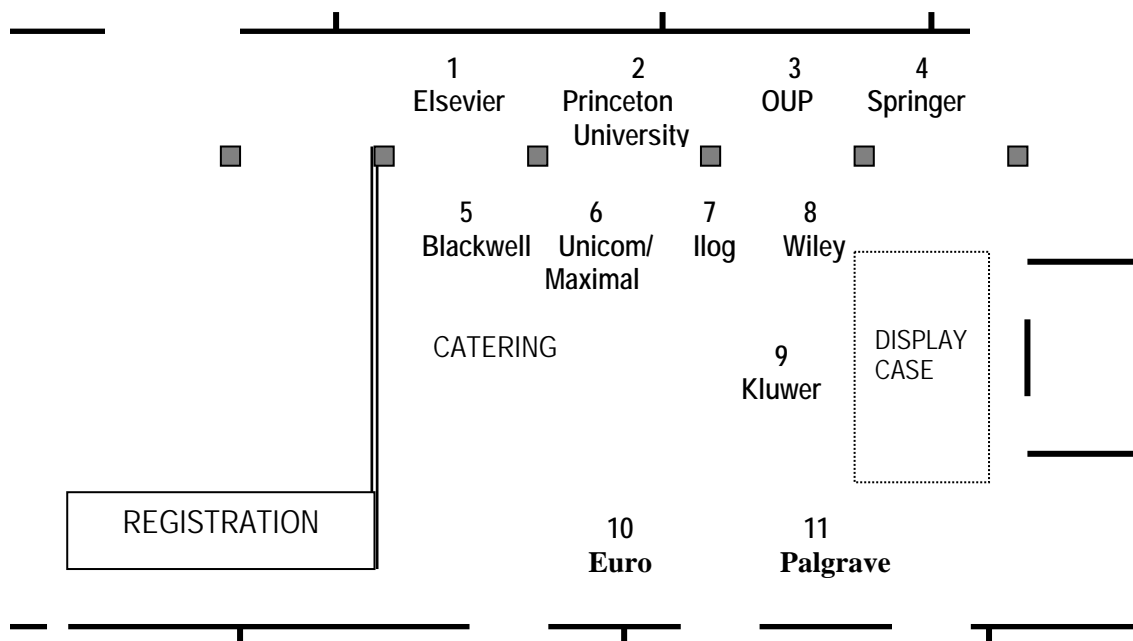 1 2 3 4
Elsevier Princeton OUP Springer
University
5 6 7 8
Blackwell Unicom/ Ilog Wiley
Maximal
CATERING
DISPLAY
CASE
9
Kluwer
REGISTRATION
10 11
Euro Palgrave